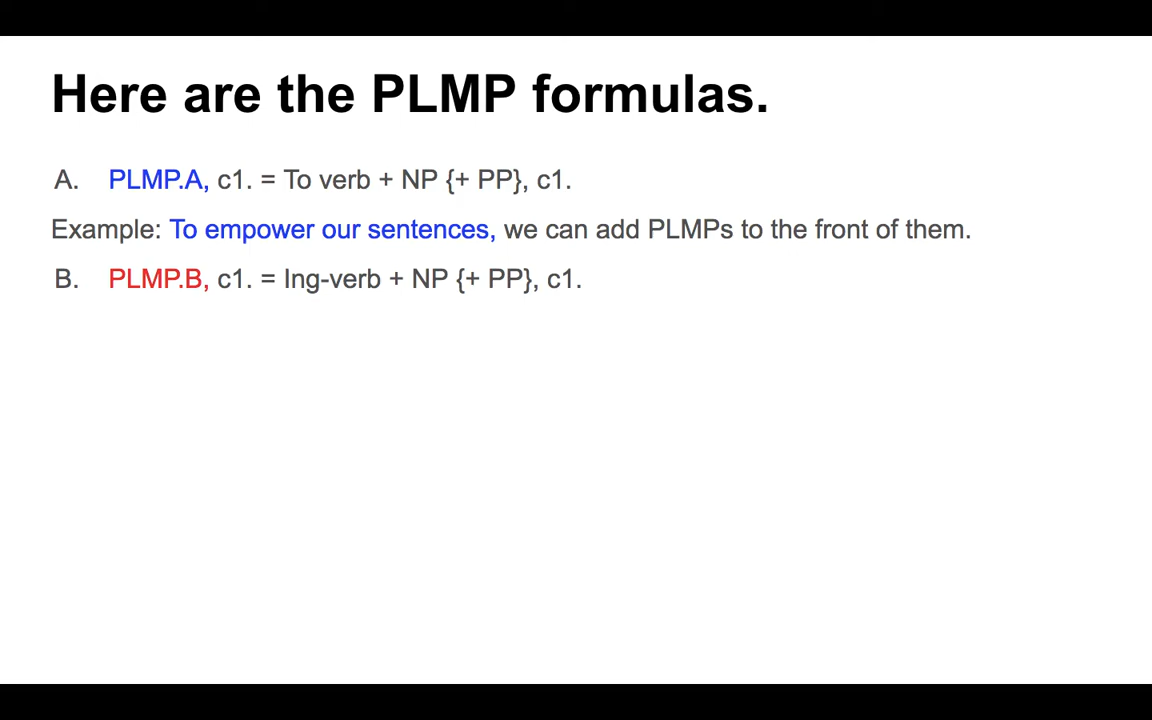 Here are the PLMP formulas.
A. PLMP.A, c1. = To verb + NP {+ PP}, c1.
Example: To empower our sentences, we can add PLMPs to the front of them.
B. PLMP.B, c1. = Ing-verb + NP {+ PP}, c1.